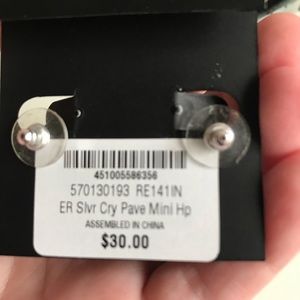 451005586356
570130193 RE141IN
ER Slvr Cry Pave Mini Hp
ASSEMBLED IN CHINA
$30.00